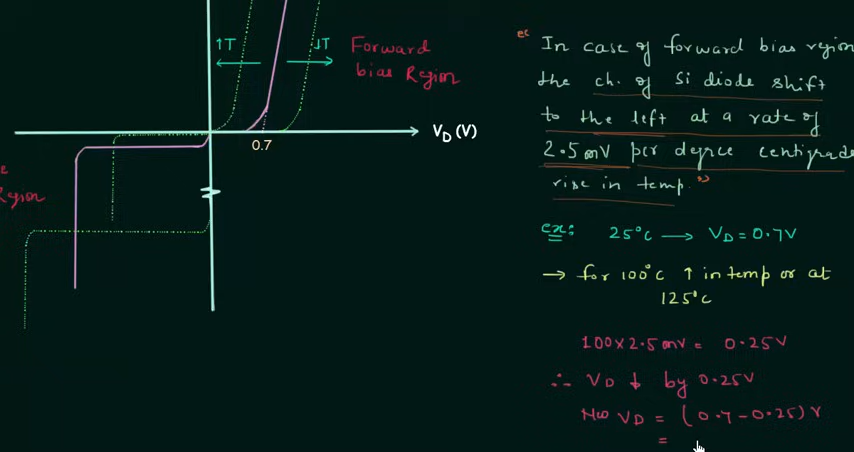 ↑T
↓T
Forward
bias Region
V_D (V)
0.7
Region
In case of forward bias region
the ch. of Si diode shift
to the left at a rate of
2.5mV per degree centigrade
rise in temp.
ex: 25°C → V_D = 0.7V
→ for 100°C ↑ in temp or at
125°C
100 x 2.5 mV = 0.25V
∴ V_D ↓ by 0.25V
New V_D = (0.7 - 0.25) V
=